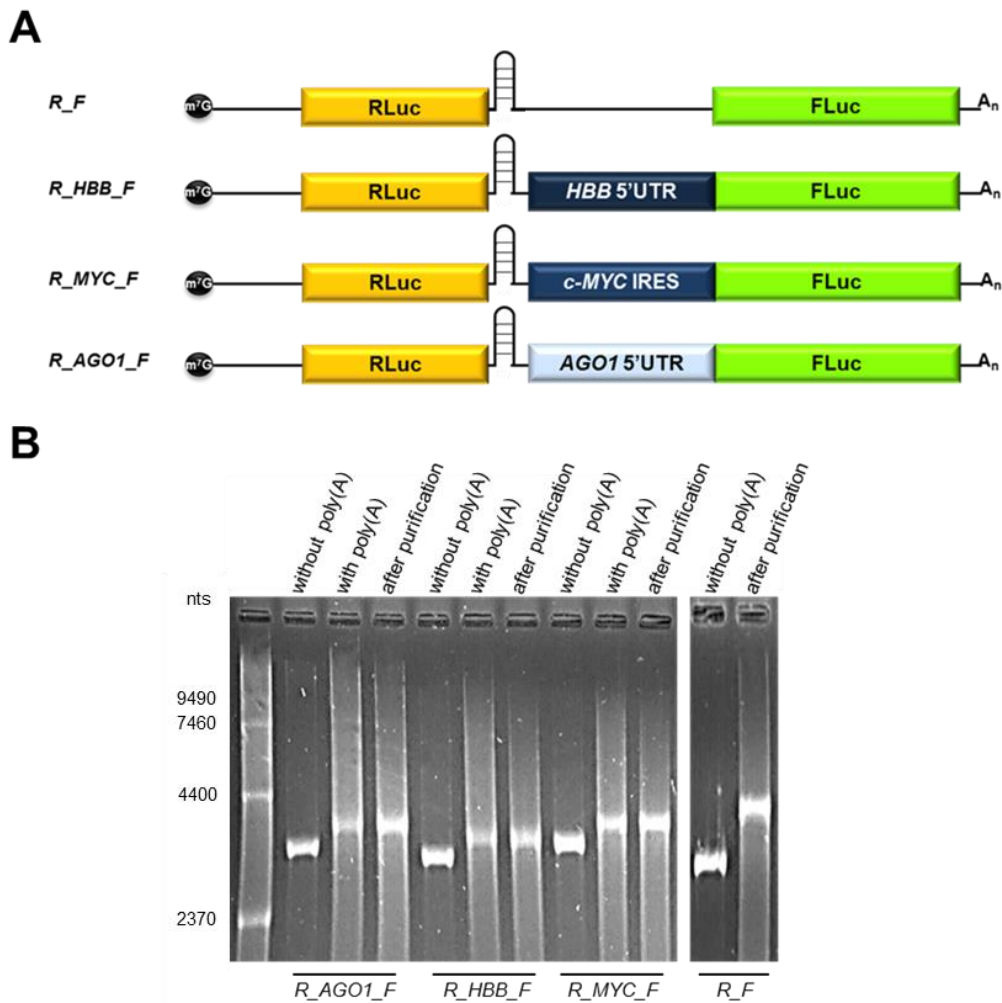 A
R_F m⁷G RLuc FLuc Aₙ
R_HBB_F m⁷G RLuc HBB 5'UTR FLuc Aₙ
R_MYC_F m⁷G RLuc c-MYC IRES FLuc Aₙ
R_AGO1_F m⁷G RLuc AGO1 5'UTR FLuc Aₙ
B
without poly(A)
with poly(A)
after purification
without poly(A)
with poly(A)
after purification
without poly(A)
with poly(A)
after purification
without poly(A)
after purification
nts
9490
7460
4400
2370
R_AGO1_F R_HBB_F R_MYC_F R_F